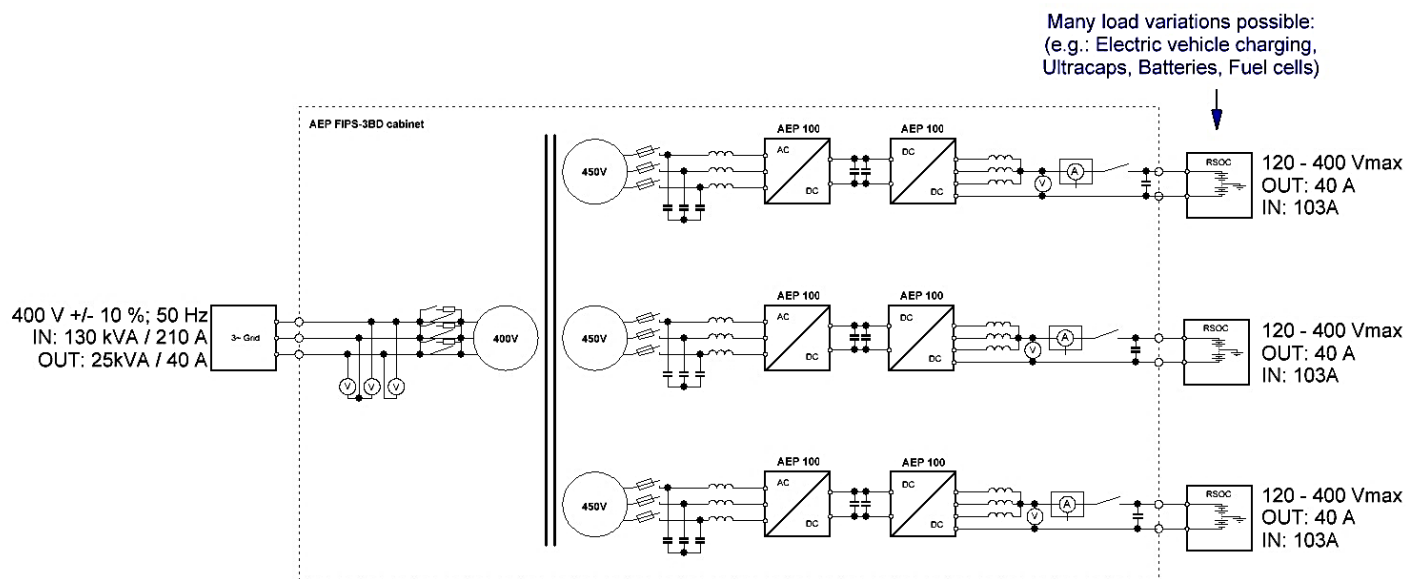 Many load variations possible:
(e.g.: Electric vehicle charging,
Ultracaps, Batteries, Fuel cells)
AEP FIPS-3BD cabinet
AEP 100
AEP 100
450V
AC
DC
DC
DC
V
A
RSOC
120 - 400 Vmax
OUT: 40 A
IN: 103A
400 V +/- 10 %; 50 Hz
IN: 130 kVA / 210 A
OUT: 25kVA / 40 A
3~ Grid
V
V
V
400V
AEP 100
AEP 100
450V
AC
DC
DC
DC
V
A
RSOC
120 - 400 Vmax
OUT: 40 A
IN: 103A
AEP 100
AEP 100
450V
AC
DC
DC
DC
V
A
RSOC
120 - 400 Vmax
OUT: 40 A
IN: 103A